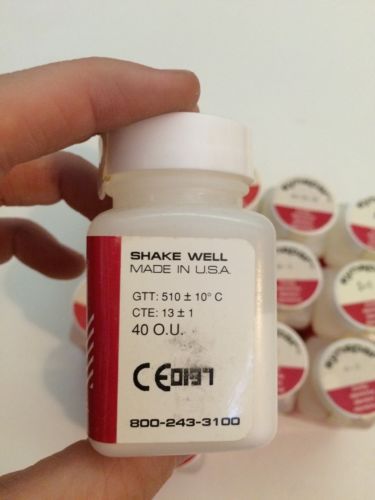 SHAKE WELL
MADE IN U.S.A.
GTT: 510 ± 10° C
CTE: 13 ± 1
40 O.U.
CE0197
800-243-3100